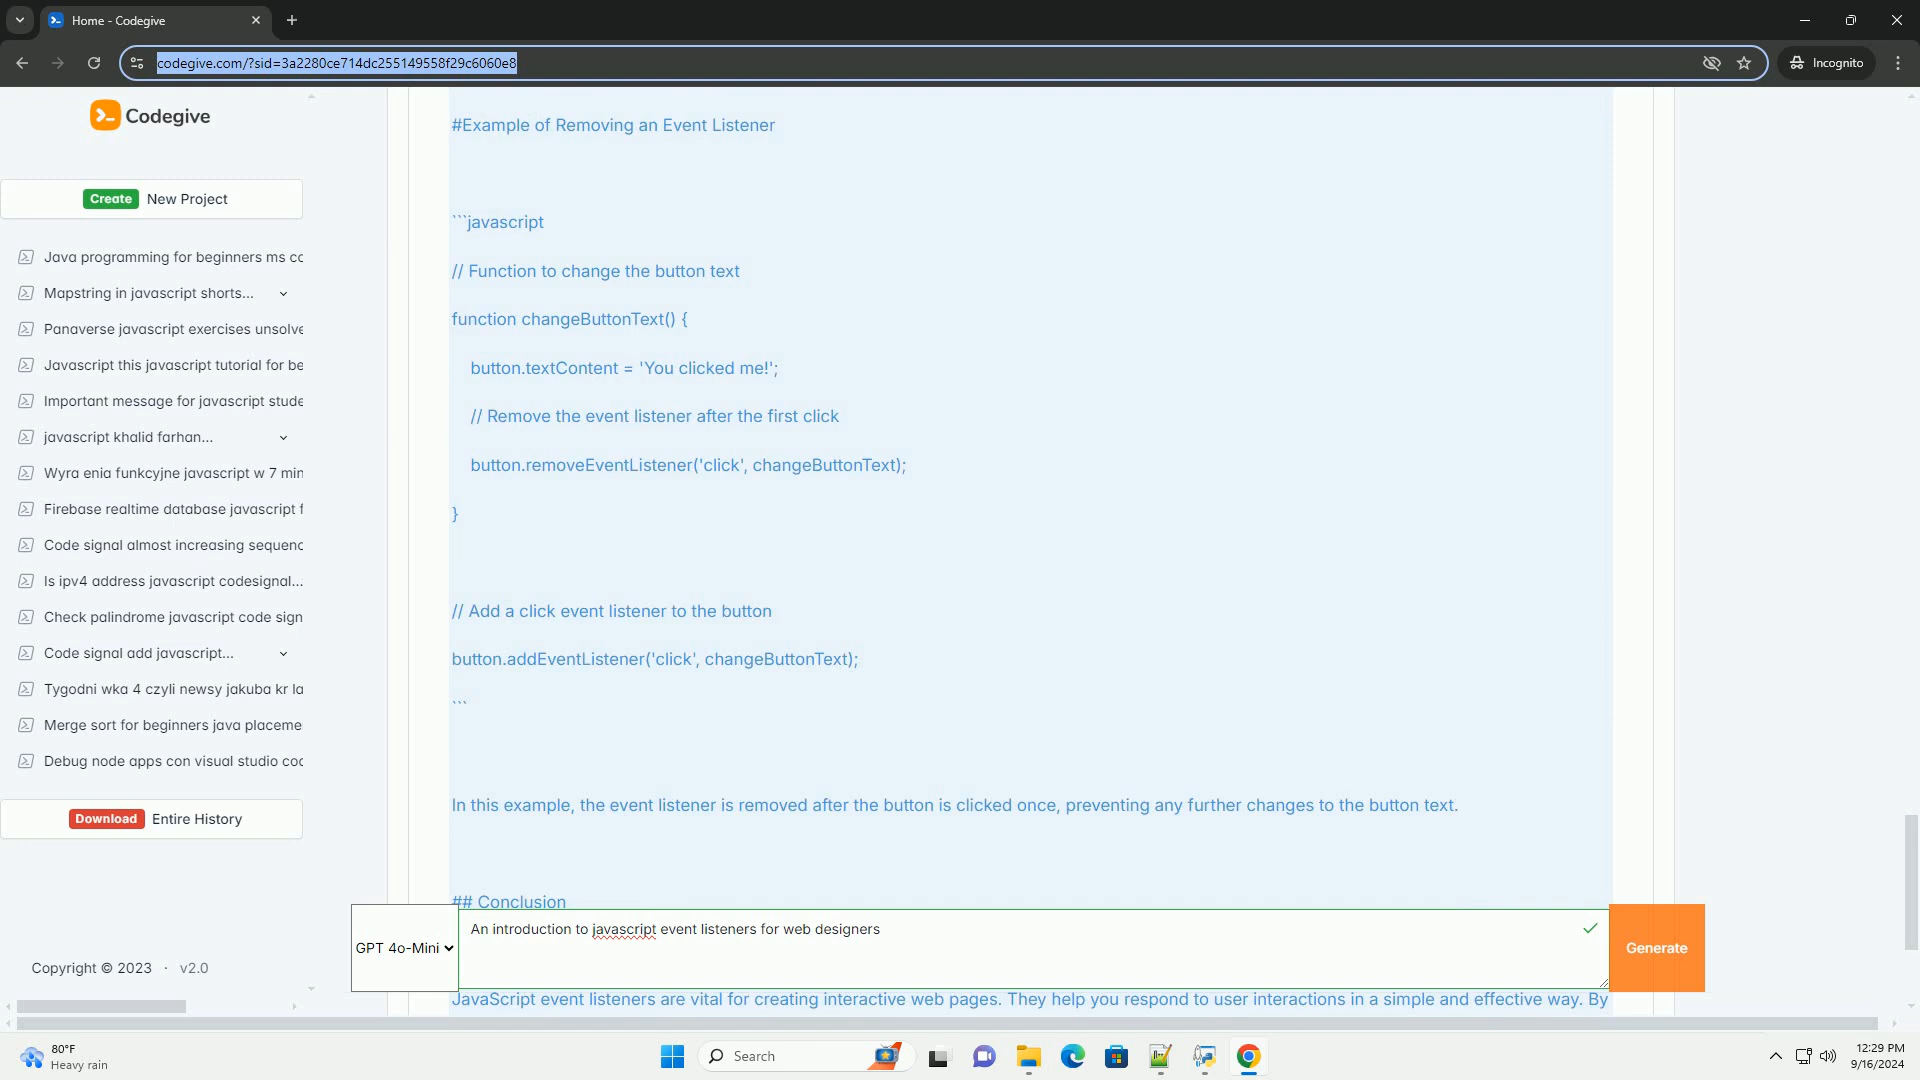 Home - Codegive
codegive.com/?sid=3a2280ce714dc255149558f29c6060e8
Incognito
Codegive
Create New Project
Java programming for beginners ms cc
Mapstring in javascript shorts...
Panaverse javascript exercises unsolve
Javascript this javascript tutorial for be
Important message for javascript stude
javascript khalid farhan...
Wyra enia funkcyjne javascript w 7 min
Firebase realtime database javascript f
Code signal almost increasing sequenc
Is ipv4 address javascript codesignal...
Check palindrome javascript code sign
Code signal add javascript...
Tygodni wka 4 czyli newsy jakuba kr la
Merge sort for beginners java placeme
Debug node apps con visual studio coc
Download Entire History
Copyright © 2023 · v2.0
#Example of Removing an Event Listener
```javascript
// Function to change the button text
function changeButtonText() {
button.textContent = 'You clicked me!';
// Remove the event listener after the first click
button.removeEventListener('click', changeButtonText);
}
// Add a click event listener to the button
button.addEventListener('click', changeButtonText);
```
In this example, the event listener is removed after the button is clicked once, preventing any further changes to the button text.
## Conclusion
GPT 4o-Mini
An introduction to javascript event listeners for web designers
Generate
JavaScript event listeners are vital for creating interactive web pages. They help you respond to user interactions in a simple and effective way. By
80°F
Heavy rain
Search
12:29 PM
9/16/2024